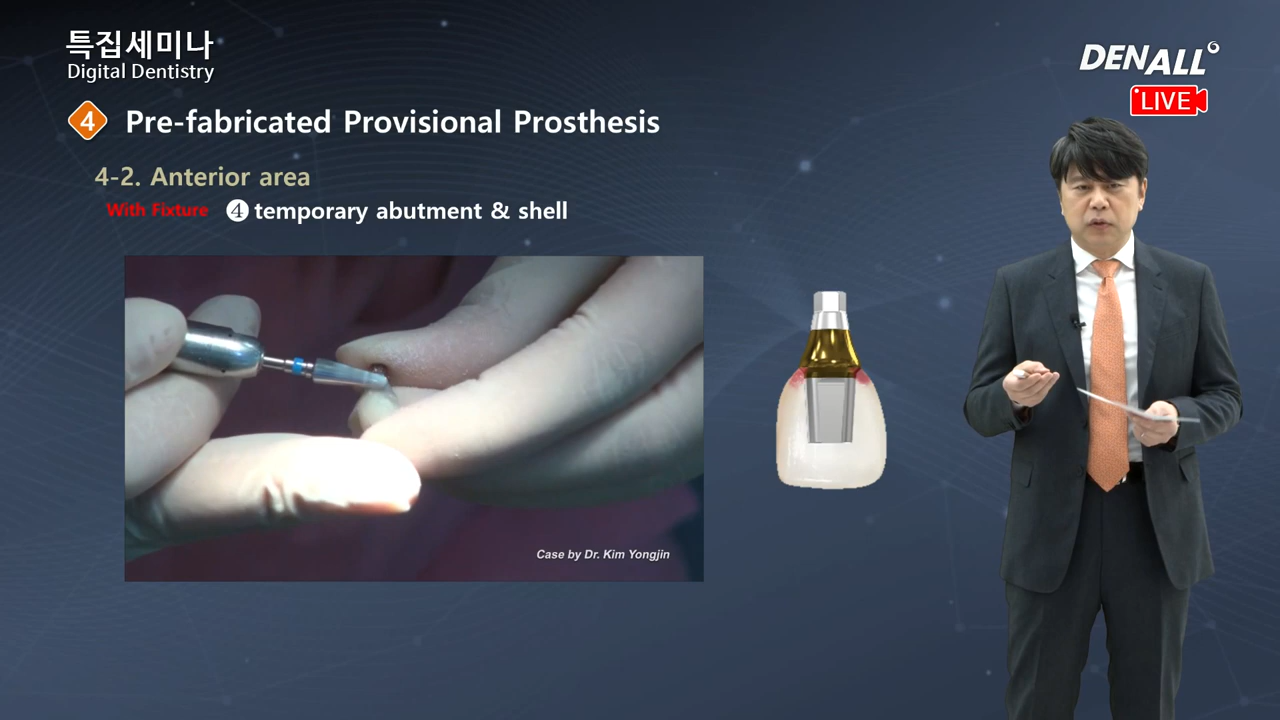 특집세미나
Digital Dentistry
DENALL
LIVE
4 Pre-fabricated Provisional Prosthesis
4-2. Anterior area
With Fixture ❹ temporary abutment & shell
Case by Dr. Kim Yongjin